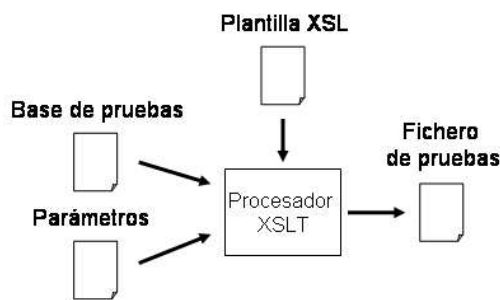 Plantilla XSL
Base de pruebas
Fichero
de pruebas
Procesador
XSLT
Parámetros